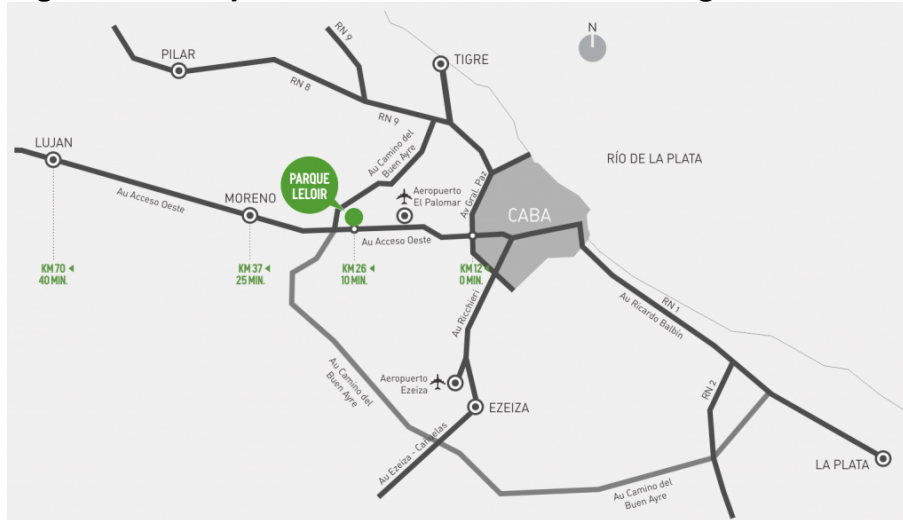 PILAR
RN 9
TIGRE
N
RN 8
RN 9
RÍO DE LA PLATA
LUJAN
Au Camino del
Buen Ayre
PARQUE
LELOIR
Aeropuerto
El Palomar
Av Gral. Paz
CABA
MORENO
Au Acceso Oeste
Au Acceso Oeste
KM 70
40 MIN.
KM 37
25 MIN.
KM 26
10 MIN.
KM 12
0 MIN.
Au Ricchieri
RN 1
Au Ricardo Balbín
Au Camino del
Buen Ayre
Aeropuerto
Ezeiza
EZEIZA
RN 2
Au Ezeiza - Cañuelas
Au Camino del
Buen Ayre
LA PLATA